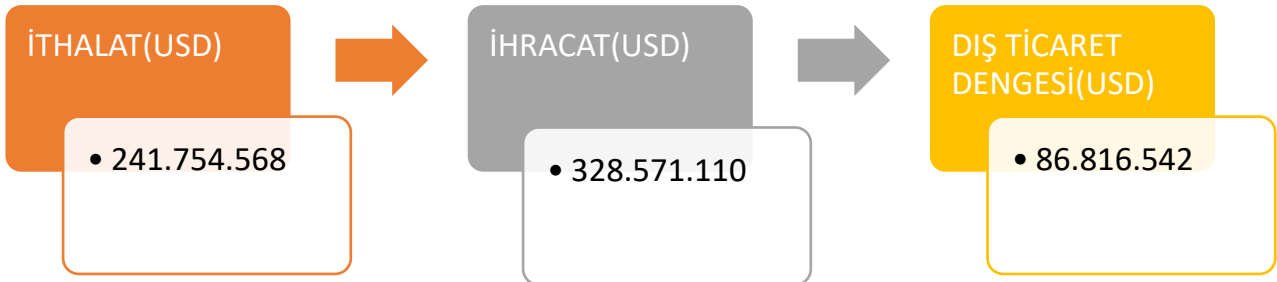 İTHALAT(USD)
• 241.754.568
İHRACAT(USD)
• 328.571.110
DIŞ TİCARET
DENGESİ(USD)
• 86.816.542